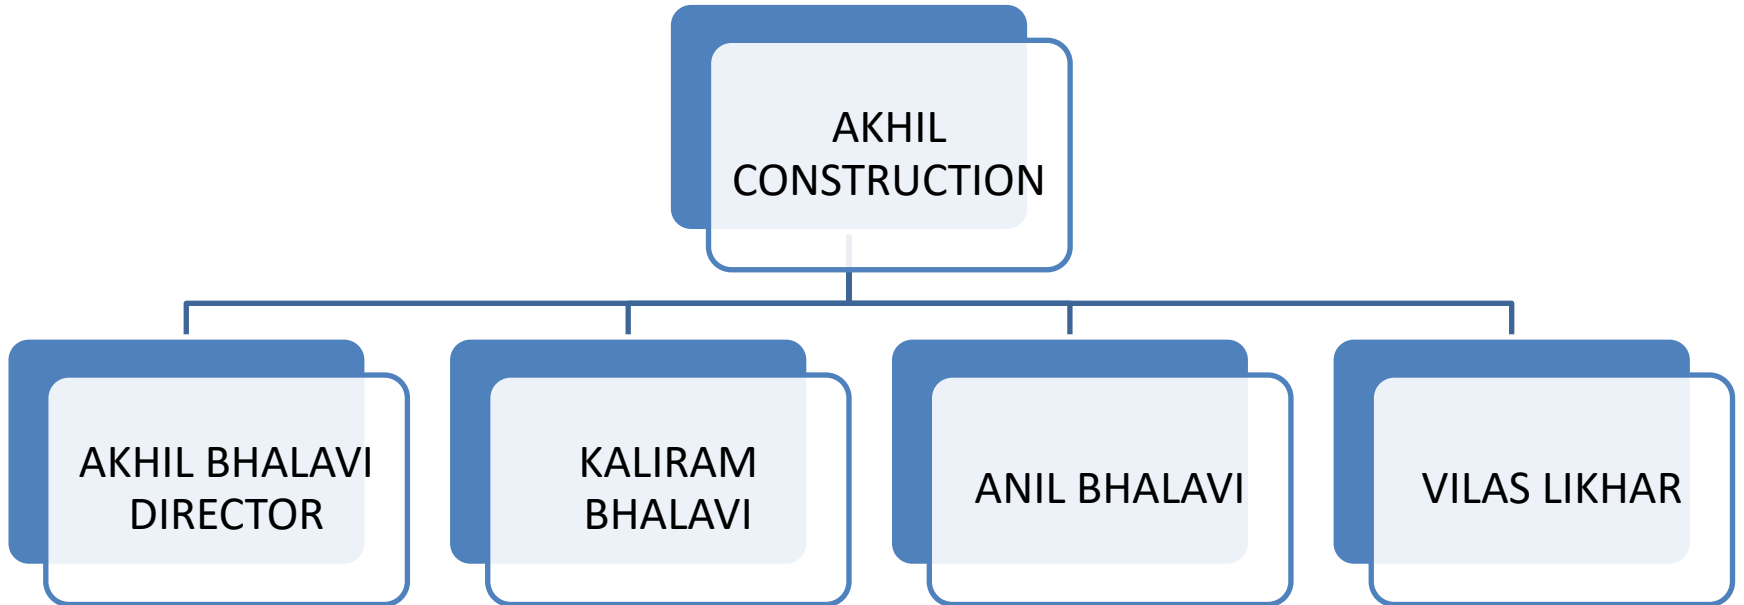 AKHIL
CONSTRUCTION
AKHIL BHALAVI
DIRECTOR
KALIRAM
BHALAVI
ANIL BHALAVI
VILAS LIKHAR